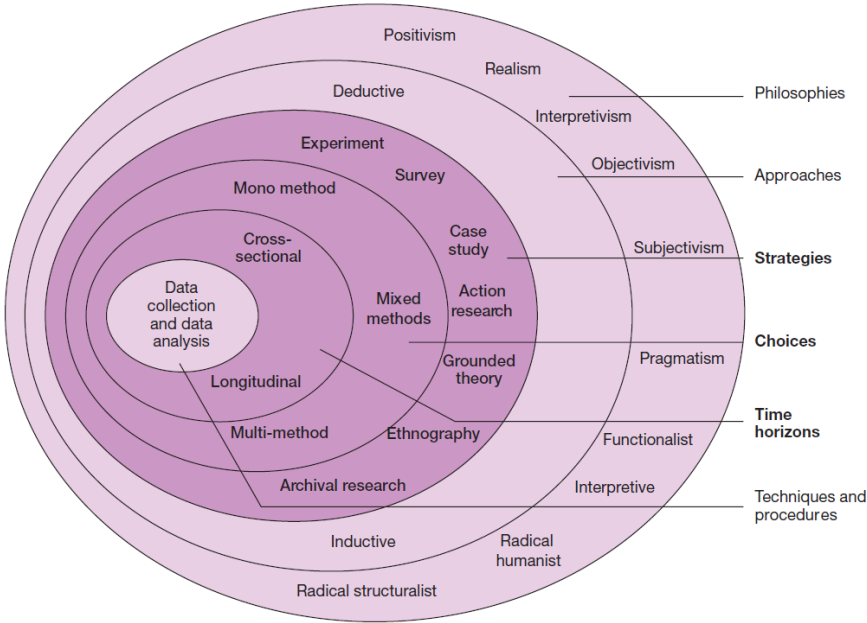 Positivism
Realism
Philosophies
Deductive
Interpretivism
Experiment
Objectivism
Survey
Approaches
Mono method
Case
study
Cross-
sectional
Subjectivism
Strategies
Data
collection
and data
analysis
Mixed
methods
Action
research
Choices
Grounded
theory
Pragmatism
Longitudinal
Time
horizons
Multi-method
Ethnography
Functionalist
Archival research
Interpretive
Techniques and
procedures
Inductive
Radical
humanist
Radical structuralist